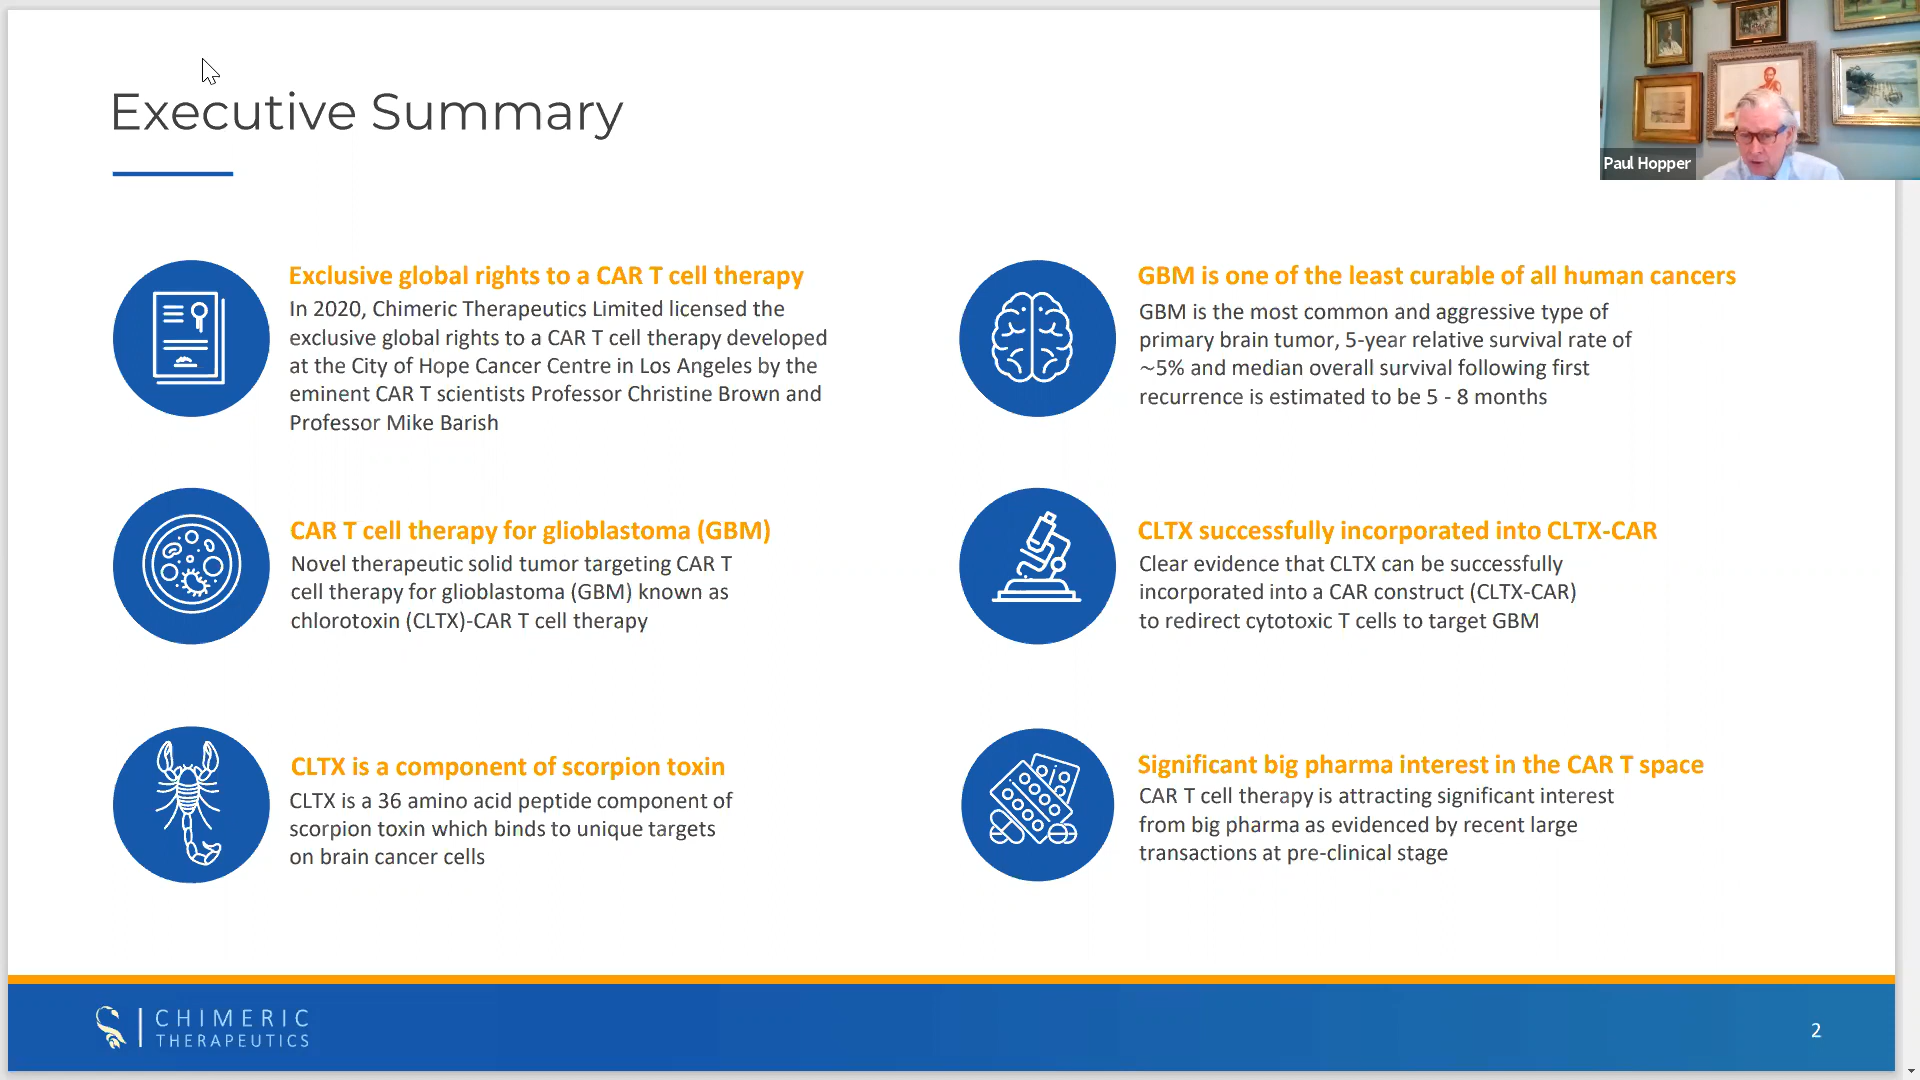 Executive Summary
Paul Hopper
Exclusive global rights to a CAR T cell therapy
In 2020, Chimeric Therapeutics Limited licensed the
exclusive global rights to a CAR T cell therapy developed
at the City of Hope Cancer Centre in Los Angeles by the
eminent CAR T scientists Professor Christine Brown and
Professor Mike Barish
GBM is one of the least curable of all human cancers
GBM is the most common and aggressive type of
primary brain tumor, 5-year relative survival rate of
~5% and median overall survival following first
recurrence is estimated to be 5 - 8 months
CAR T cell therapy for glioblastoma (GBM)
Novel therapeutic solid tumor targeting CAR T
cell therapy for glioblastoma (GBM) known as
chlorotoxin (CLTX)-CAR T cell therapy
CLTX successfully incorporated into CLTX-CAR
Clear evidence that CLTX can be successfully
incorporated into a CAR construct (CLTX-CAR)
to redirect cytotoxic T cells to target GBM
CLTX is a component of scorpion toxin
CLTX is a 36 amino acid peptide component of
scorpion toxin which binds to unique targets
on brain cancer cells
Significant big pharma interest in the CAR T space
CAR T cell therapy is attracting significant interest
from big pharma as evidenced by recent large
transactions at pre-clinical stage
CHIMERIC
THERAPEUTICS
2